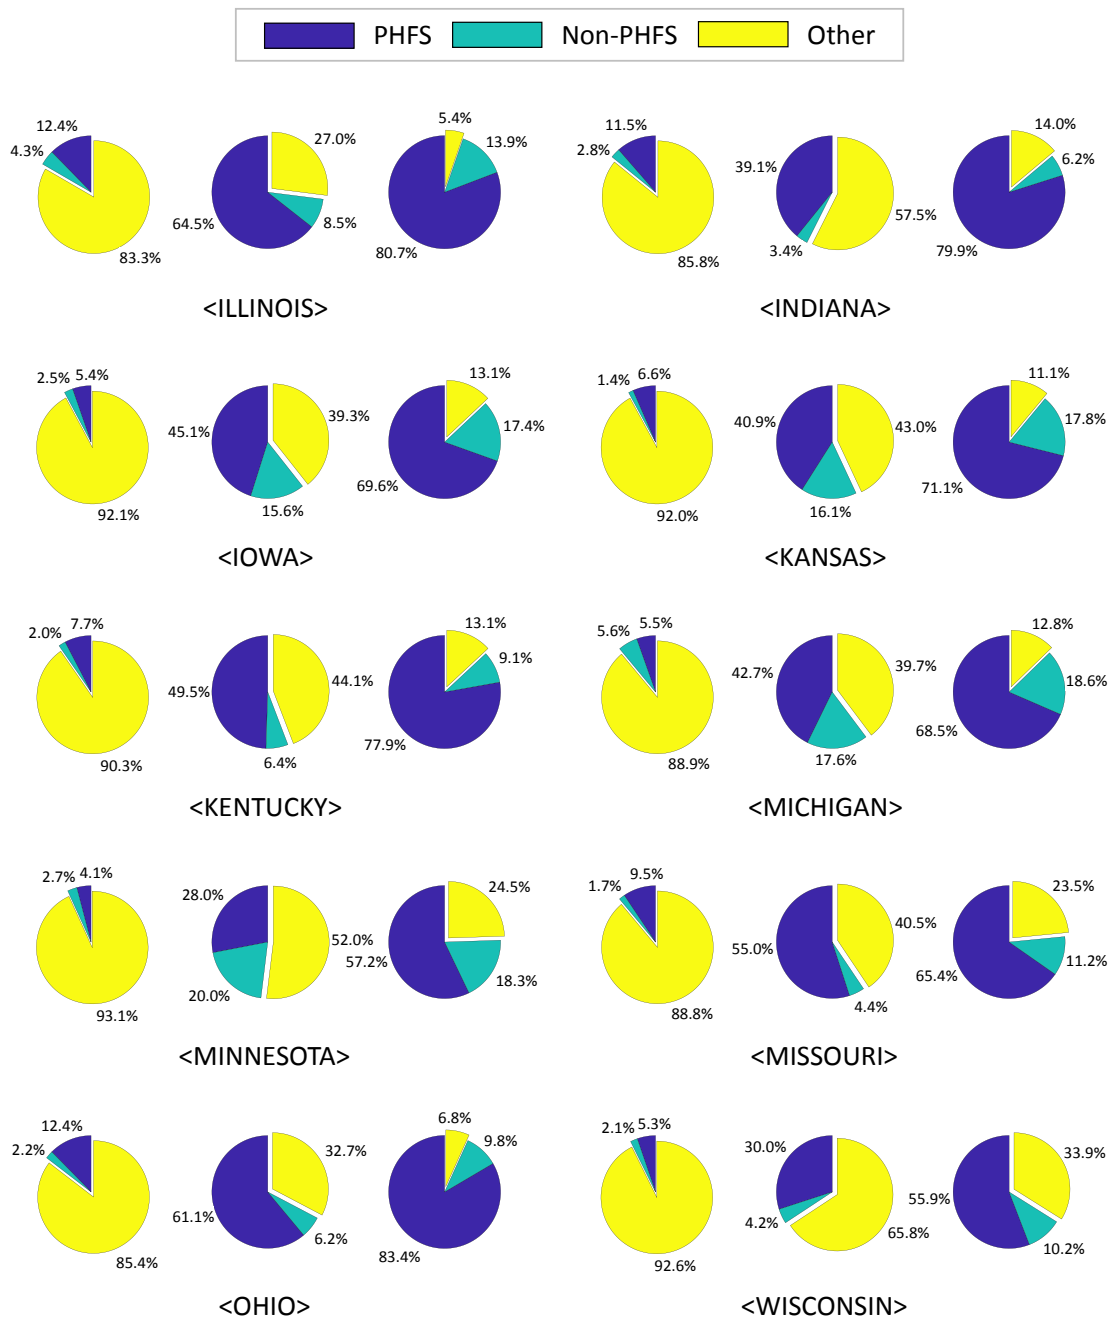 PHFS Non-PHFS Other
12.4% 4.3% 83.3% 27.0% 64.5% 8.5% 5.4% 13.9% 80.7%
<ILLINOIS>
11.5% 2.8% 85.8% 39.1% 57.5% 3.4% 14.0% 6.2% 79.9%
<INDIANA>
2.5% 5.4% 92.1% 45.1% 39.3% 15.6% 13.1% 17.4% 69.6%
<IOWA>
1.4% 6.6% 92.0% 40.9% 43.0% 16.1% 11.1% 17.8% 71.1%
<KANSAS>
2.0% 7.7% 90.3% 49.5% 44.1% 6.4% 13.1% 9.1% 77.9%
<KENTUCKY>
5.6% 5.5% 88.9% 42.7% 39.7% 17.6% 12.8% 18.6% 68.5%
<MICHIGAN>
2.7% 4.1% 93.1% 28.0% 52.0% 20.0% 24.5% 57.2% 18.3%
<MINNESOTA>
1.7% 9.5% 88.8% 55.0% 40.5% 4.4% 23.5% 11.2% 65.4%
<MISSOURI>
12.4% 2.2% 85.4% 32.7% 61.1% 6.2% 6.8% 9.8% 83.4%
<OHIO>
2.1% 5.3% 92.6% 30.0% 4.2% 65.8% 33.9% 55.9% 10.2%
<WISCONSIN>